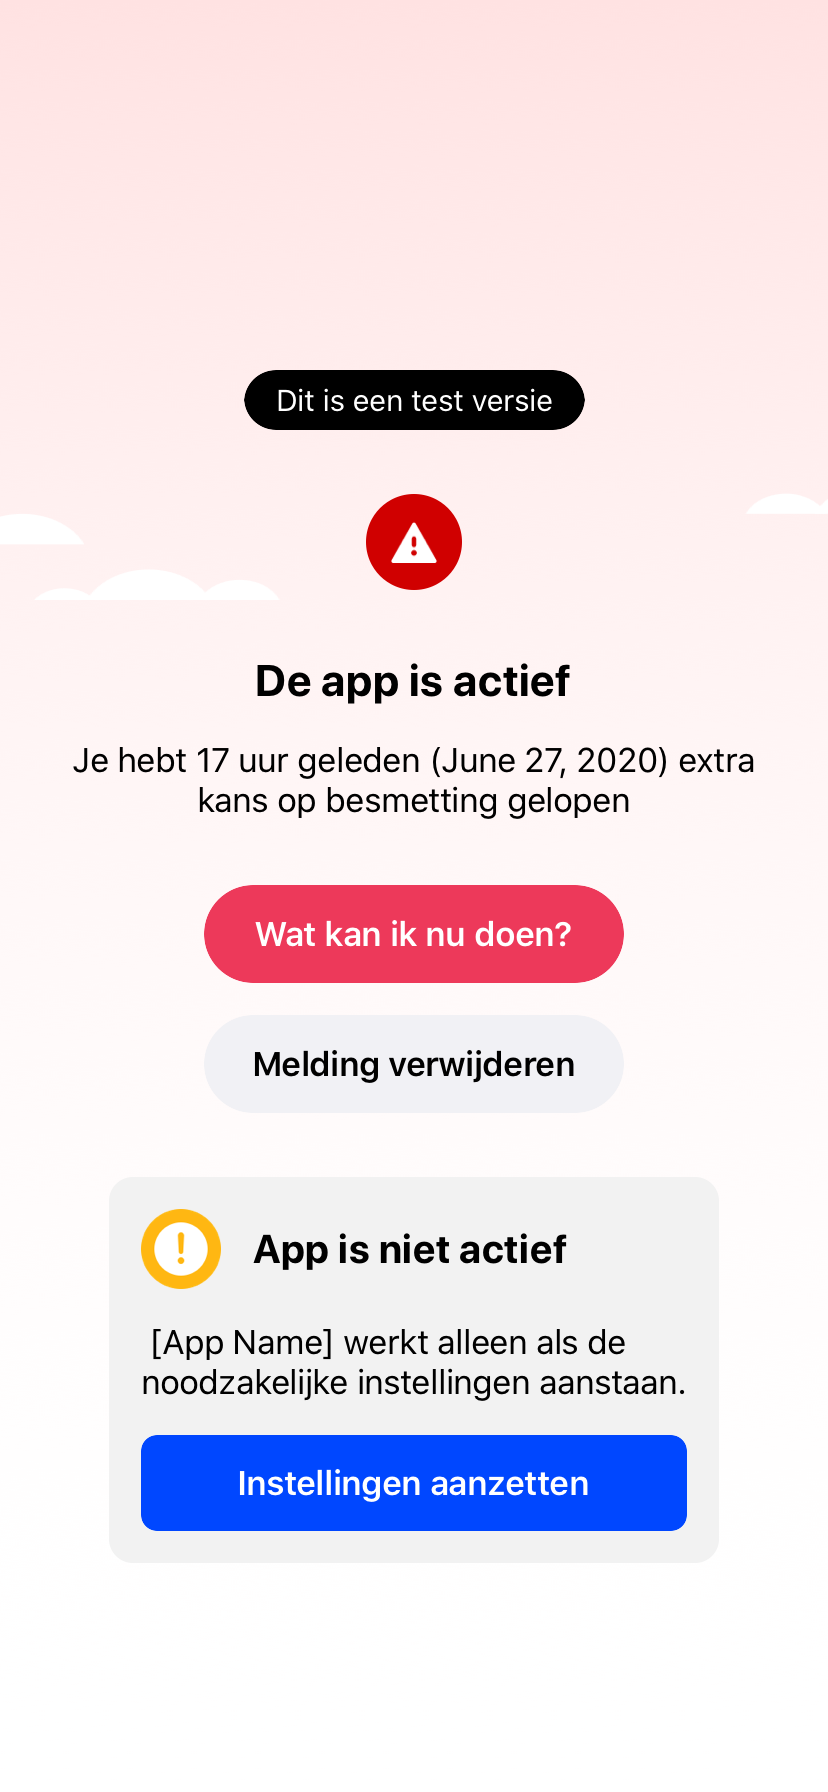 Dit is een test versie
De app is actief
Je hebt 17 uur geleden (June 27, 2020) extra
kans op besmetting gelopen
Wat kan ik nu doen?
Melding verwijderen
App is niet actief
[App Name] werkt alleen als de
noodzakelijke instellingen aanstaan.
Instellingen aanzetten